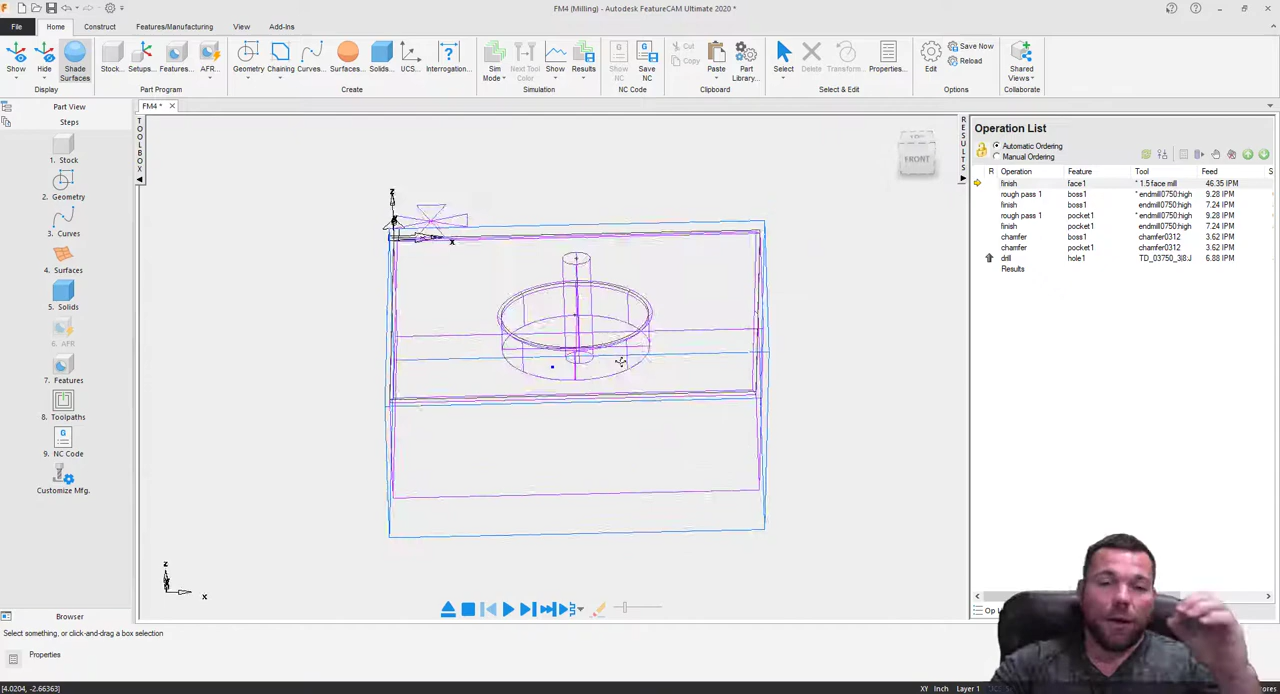 FM4 (Milling) - Autodesk FeatureCAM Ultimate 2020 *
File Home Construct Features/Manufacturing View Add-Ins
Show Hide Shade Surfaces Stock... Setups... Features... AFR... Geometry Chaining Curves... Surfaces... Solids... UCS... Interrogation... Sim Mode Next Tool Color Show Results Show NC Save NC Cut Copy Paste Part Library... Select Delete Transform... Properties... Edit Save Now Reload Shared Views
Display Part Program Create Simulation NC Code Clipboard Select & Edit Options Collaborate
Part View
FM4 *
Steps
1. Stock
2. Geometry
3. Curves
4. Surfaces
5. Solids
6. AFR
7. Features
8. Toolpaths
9. NC Code
Customize Mfg.
Browser
TOOLBOX
z
x
FRONT
z
x
RESULTS
Operation List
Automatic Ordering
Manual Ordering
R Operation Feature Tool Feed S
finish face1 * 1.5 face mill 46.35 IPM
rough pass 1 boss1 * endmill0750:high 9.28 IPM
finish boss1 endmill0750:high 7.24 IPM
rough pass 1 pocket1 * endmill0750:high 9.28 IPM
finish pocket1 endmill0750:high 7.24 IPM
chamfer boss1 chamfer0312 3.62 IPM
chamfer pocket1 chamfer0312 3.62 IPM
drill hole1 TD_03750_3I8:J 6.88 IPM
Results
Select something, or click-and-drag a box selection
Properties
[4.0204, -2.66363]
XY Inch Layer 1